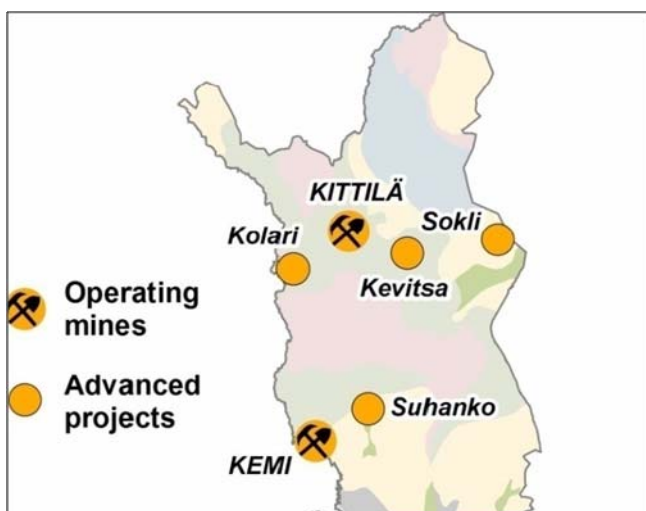 KITTILÄ
Sokli
Kolari
Kevitsa
Operating
mines
Advanced
projects
Suhanko
KEMI